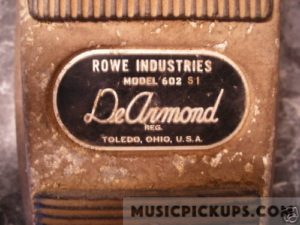 ROWE INDUSTRIES
MODEL 602 S1
DeArmond
REG.
TOLEDO, OHIO, U.S.A.
MUSICPICKUPS.COM